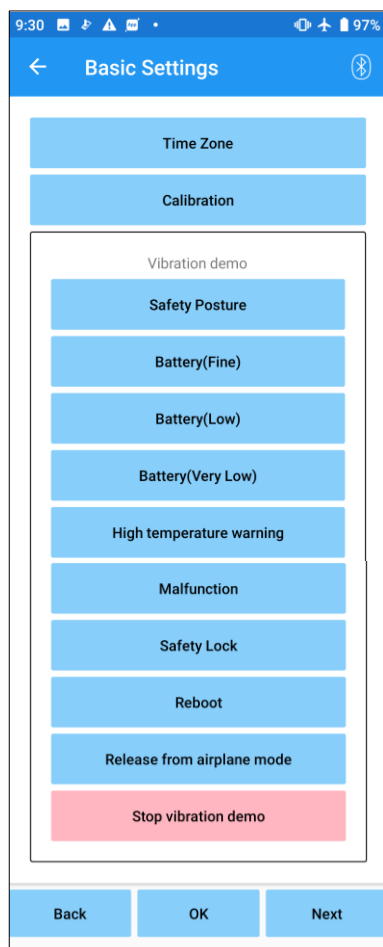 9:30
97%
Basic Settings
Time Zone
Calibration
Vibration demo
Safety Posture
Battery(Fine)
Battery(Low)
Battery(Very Low)
High temperature warning
Malfunction
Safety Lock
Reboot
Release from airplane mode
Stop vibration demo
Back
OK
Next